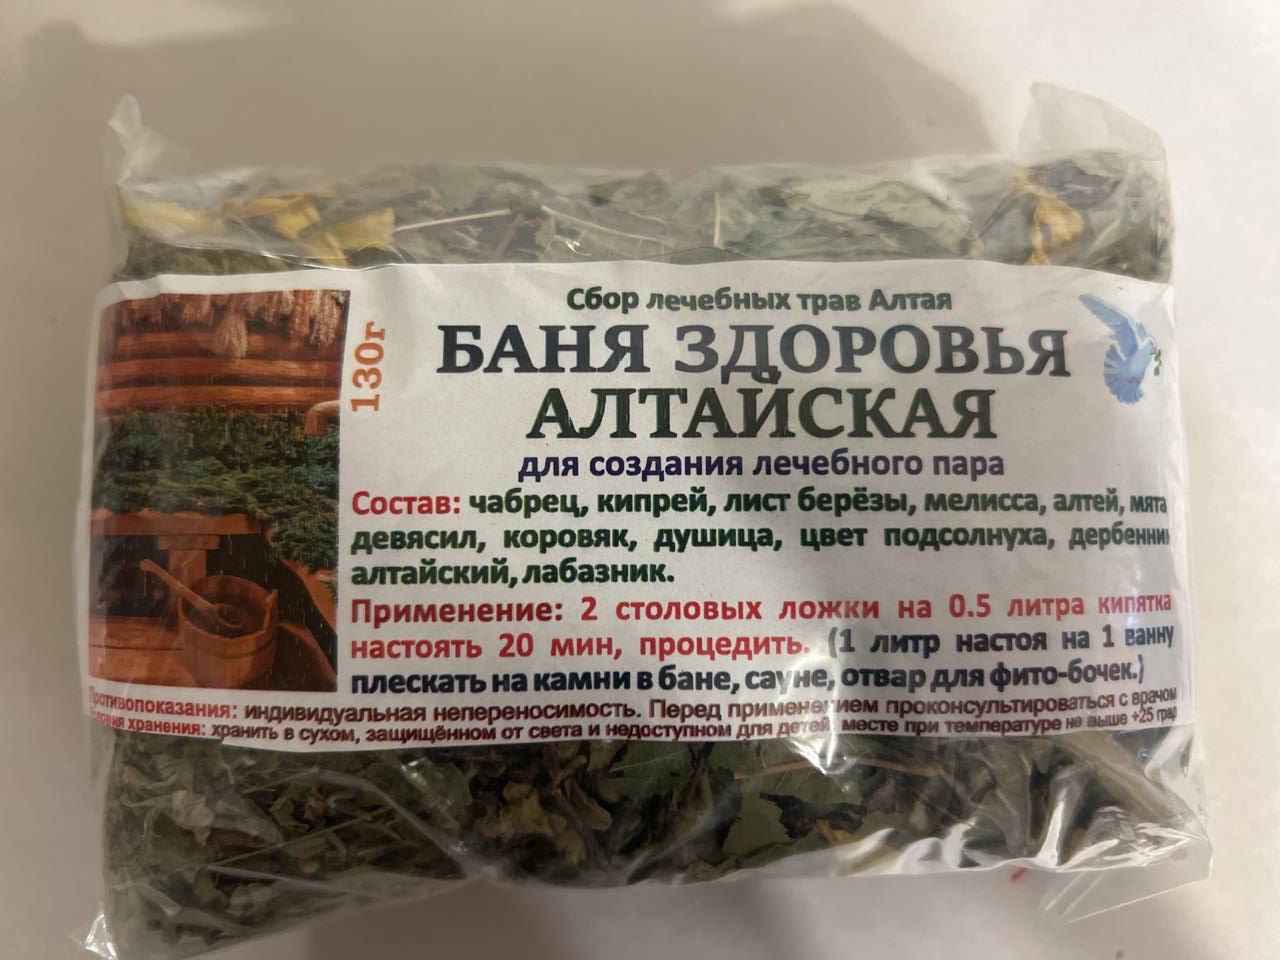 Сбор лечебных трав Алтая
БАНЯ ЗДОРОВЬЯ
АЛТАЙСКАЯ
130г
для создания лечебного пара
Состав: чабрец, кипрей, лист берёзы, мелисса, алтей, мята
девясил, коровяк, душица, цвет подсолнуха, дербенник
алтайский, лабазник.
Применение: 2 столовых ложки на 0.5 литра кипятка
настоять 20 мин, процедить. (1 литр настоя на 1 ванну
плескать на камни в бане, сауне, отвар для фито-бочек.)
Противопоказания: индивидуальная непереносимость. Перед применением проконсультироваться с врачом
Условия хранения: хранить в сухом, защищённом от света и недоступном для детей месте при температуре не выше +25 град